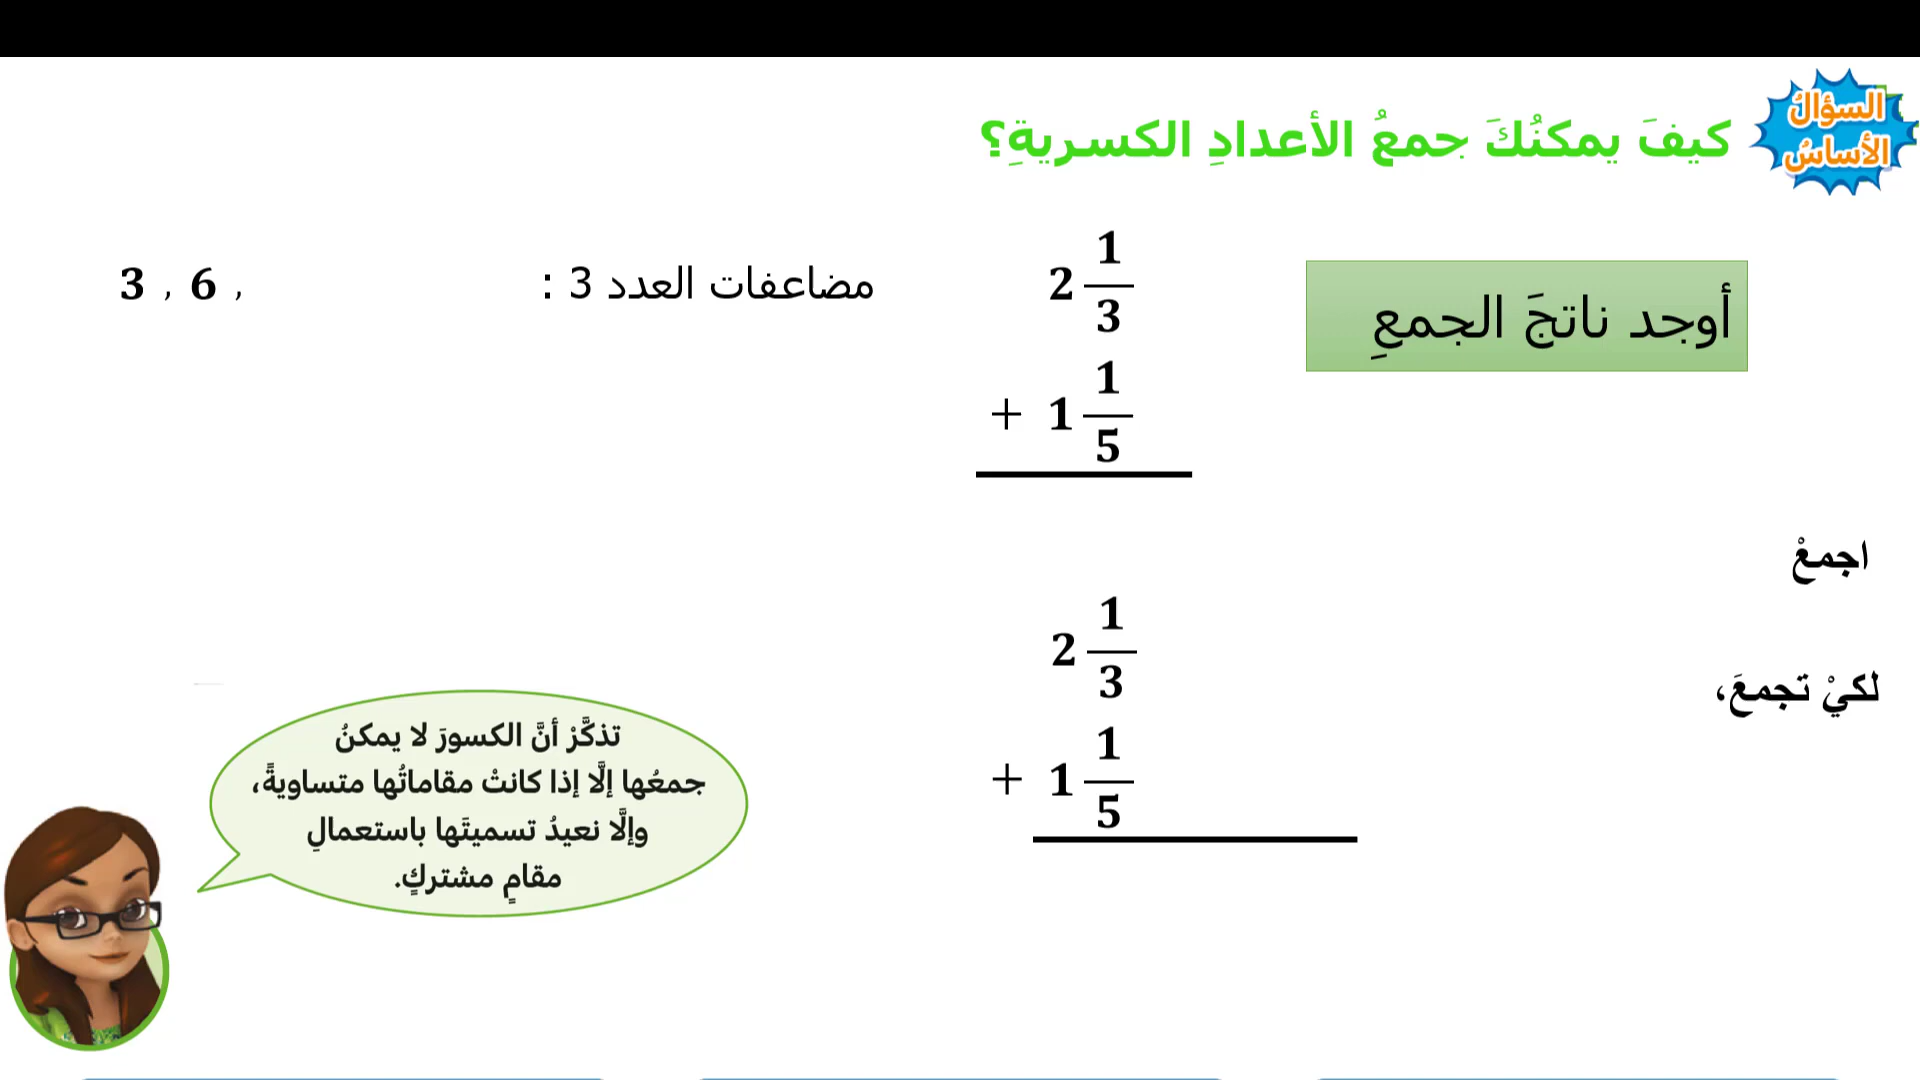 السؤالُ
الأساسُ
كيفَ يمكنُكَ جمعُ الأعدادِ الكسريةِ؟
أوجد ناتجَ الجمعِ
2 1/3
+ 1 1/5
مضاعفات العدد 3 :
3 , 6 ,
اجمعْ
لكيْ تجمعَ،
2 1/3
+ 1 1/5
تذكَّرْ أنَّ الكسورَ لا يمكنُ
جمعُها إلَّا إذا كانتْ مقاماتُها متساويةً،
وإلَّا نعيدُ تسميتَها باستعمالِ
مقامٍ مشتركٍ.